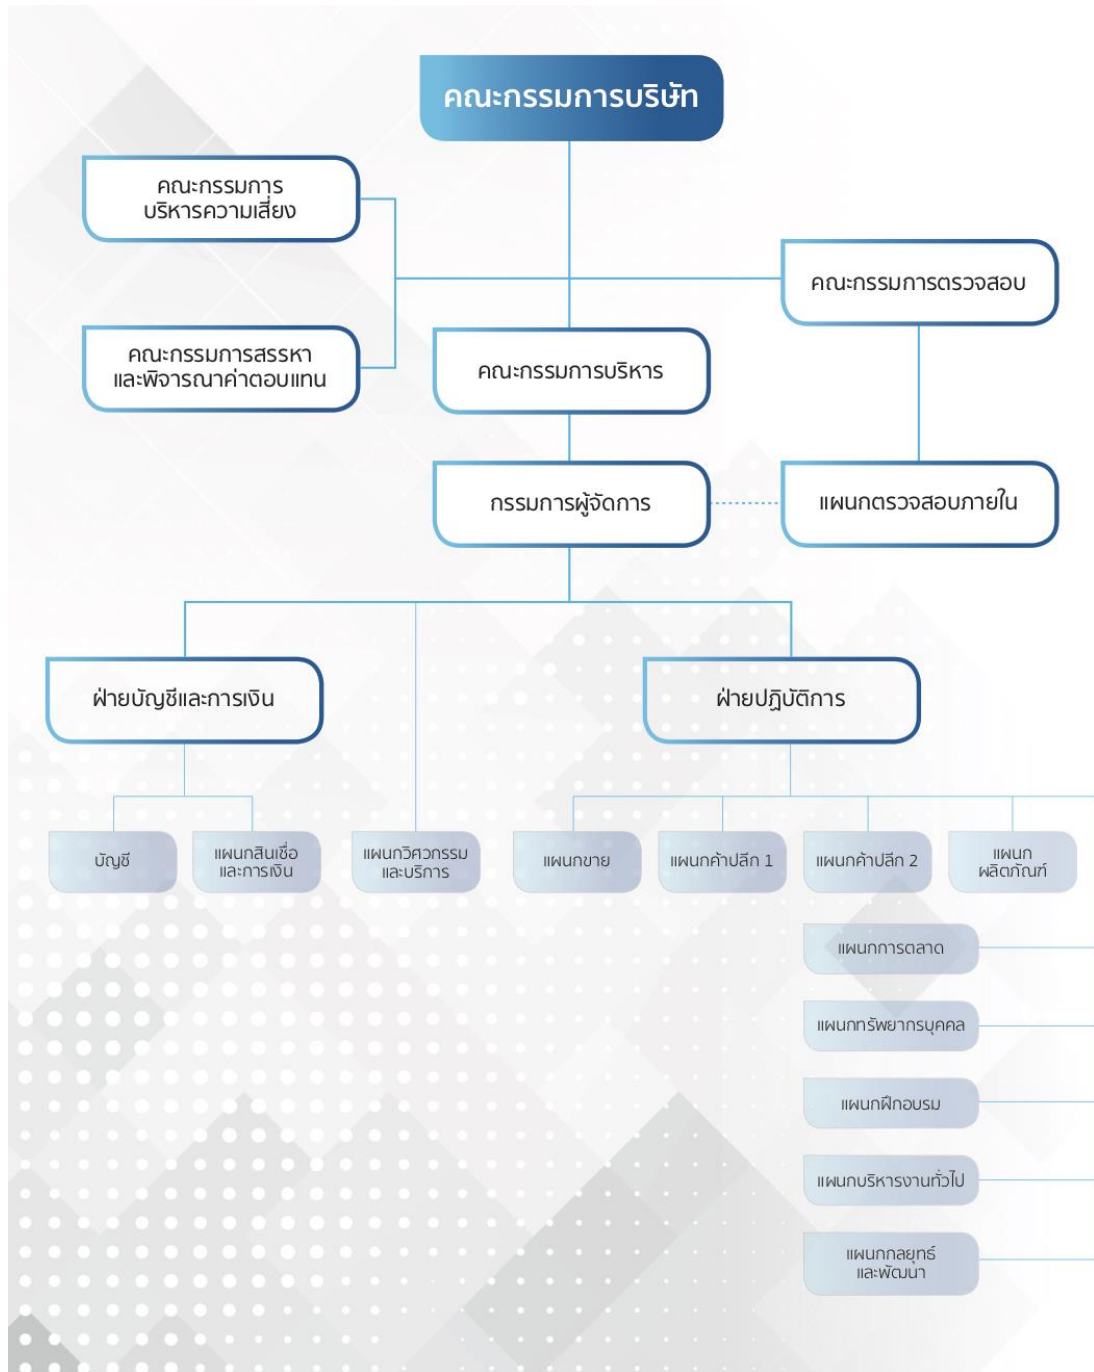 คณะกรรมการบริษัท
คณะกรรมการ
บริหารความเสี่ยง
คณะกรรมการตรวจสอบ
คณะกรรมการสรรหา
และพิจารณาค่าตอบแทน
คณะกรรมการบริหาร
กรรมการผู้จัดการ
แผนกตรวจสอบภายใน
ฝ่ายบัญชีและการเงิน
ฝ่ายปฏิบัติการ
บัญชี
แผนกสินเชื่อ
และการเงิน
แผนกวิศวกรรม
และบริการ
แผนกขาย
แผนกค้าปลีก 1
แผนกค้าปลีก 2
แผนก
ผลิตภัณฑ์
แผนกการตลาด
แผนกทรัพยากรบุคคล
แผนกฝึกอบรม
แผนกบริหารงานทั่วไป
แผนกกลยุทธ์
และพัฒนา